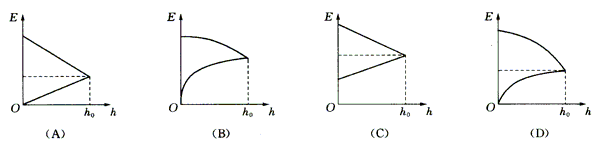 E E E E
O h₀ h O h₀ h O h₀ h O h₀ h
(A) (B) (C) (D)